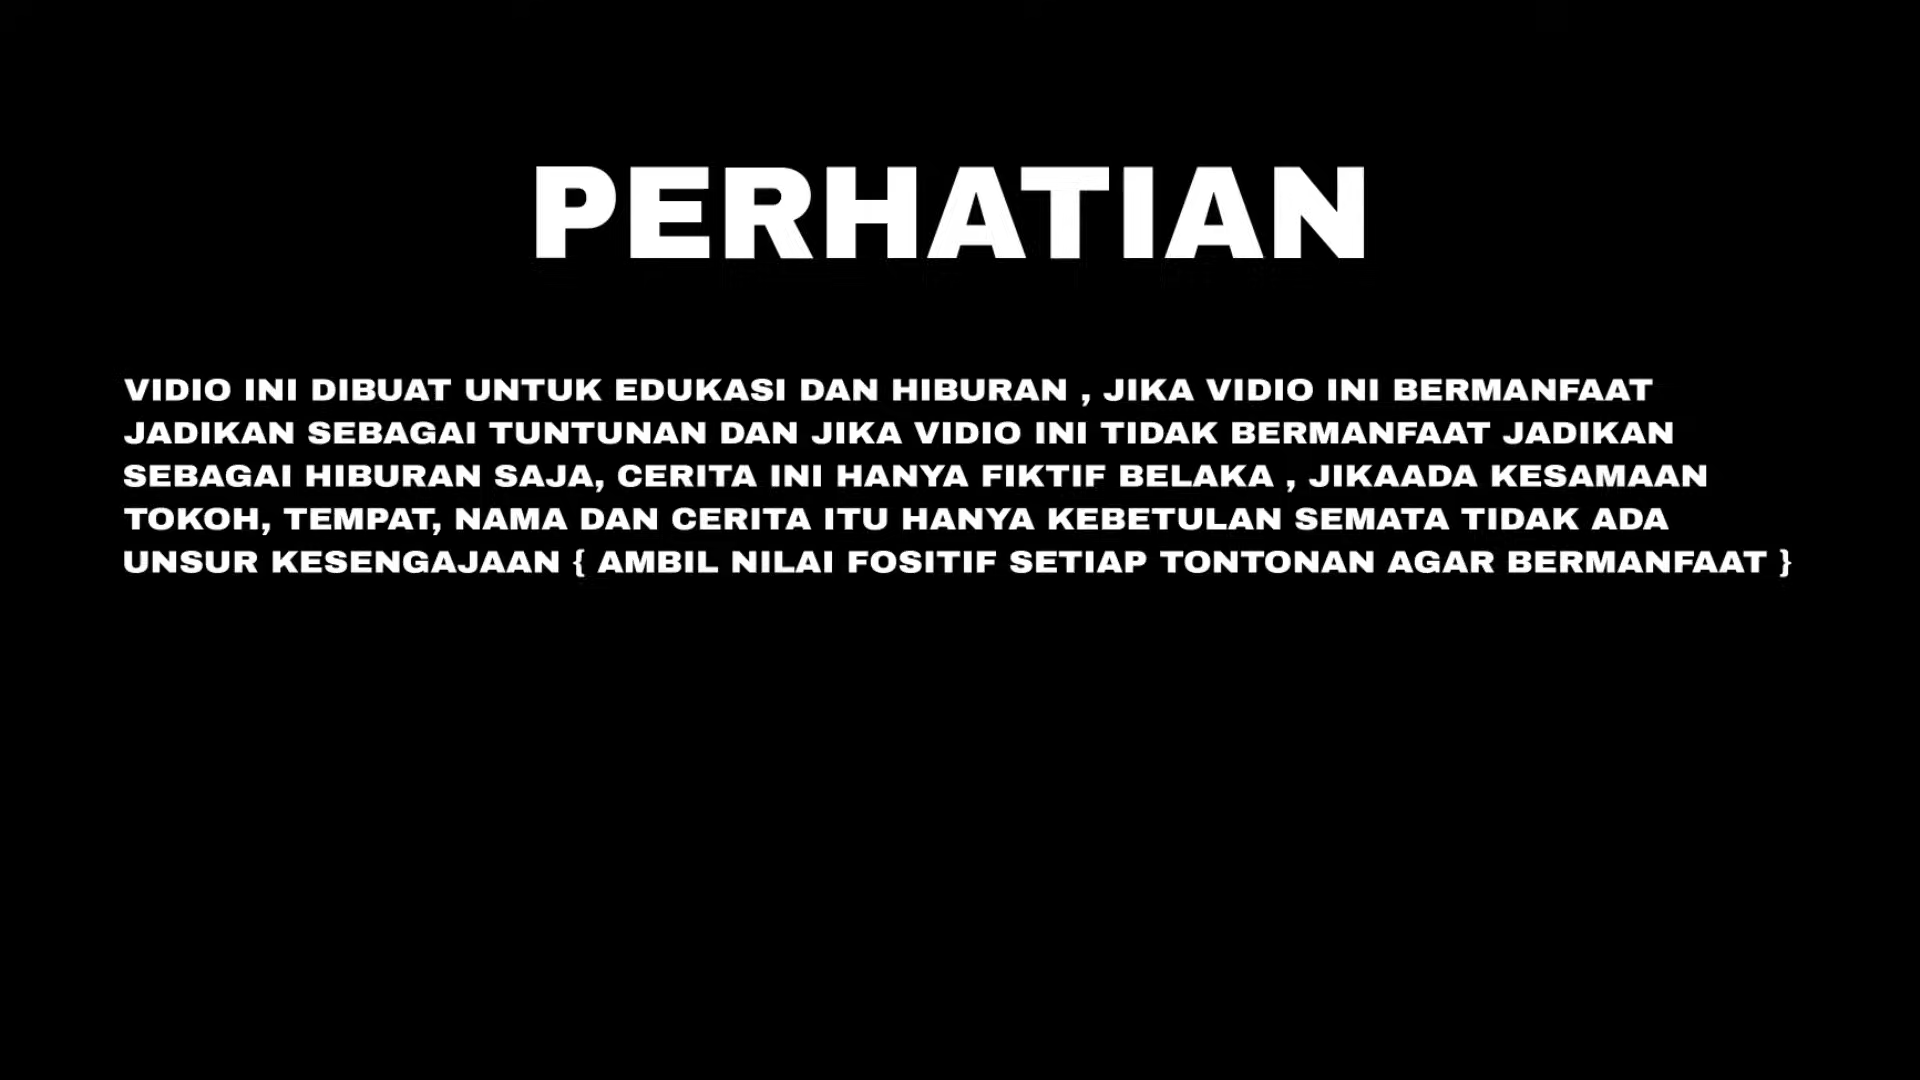 PERHATIAN
VIDIO INI DIBUAT UNTUK EDUKASI DAN HIBURAN , JIKA VIDIO INI BERMANFAAT
JADIKAN SEBAGAI TUNTUNAN DAN JIKA VIDIO INI TIDAK BERMANFAAT JADIKAN
SEBAGAI HIBURAN SAJA, CERITA INI HANYA FIKTIF BELAKA , JIKAADA KESAMAAN
TOKOH, TEMPAT, NAMA DAN CERITA ITU HANYA KEBETULAN SEMATA TIDAK ADA
UNSUR KESENGAJAAN { AMBIL NILAI FOSITIF SETIAP TONTONAN AGAR BERMANFAAT }